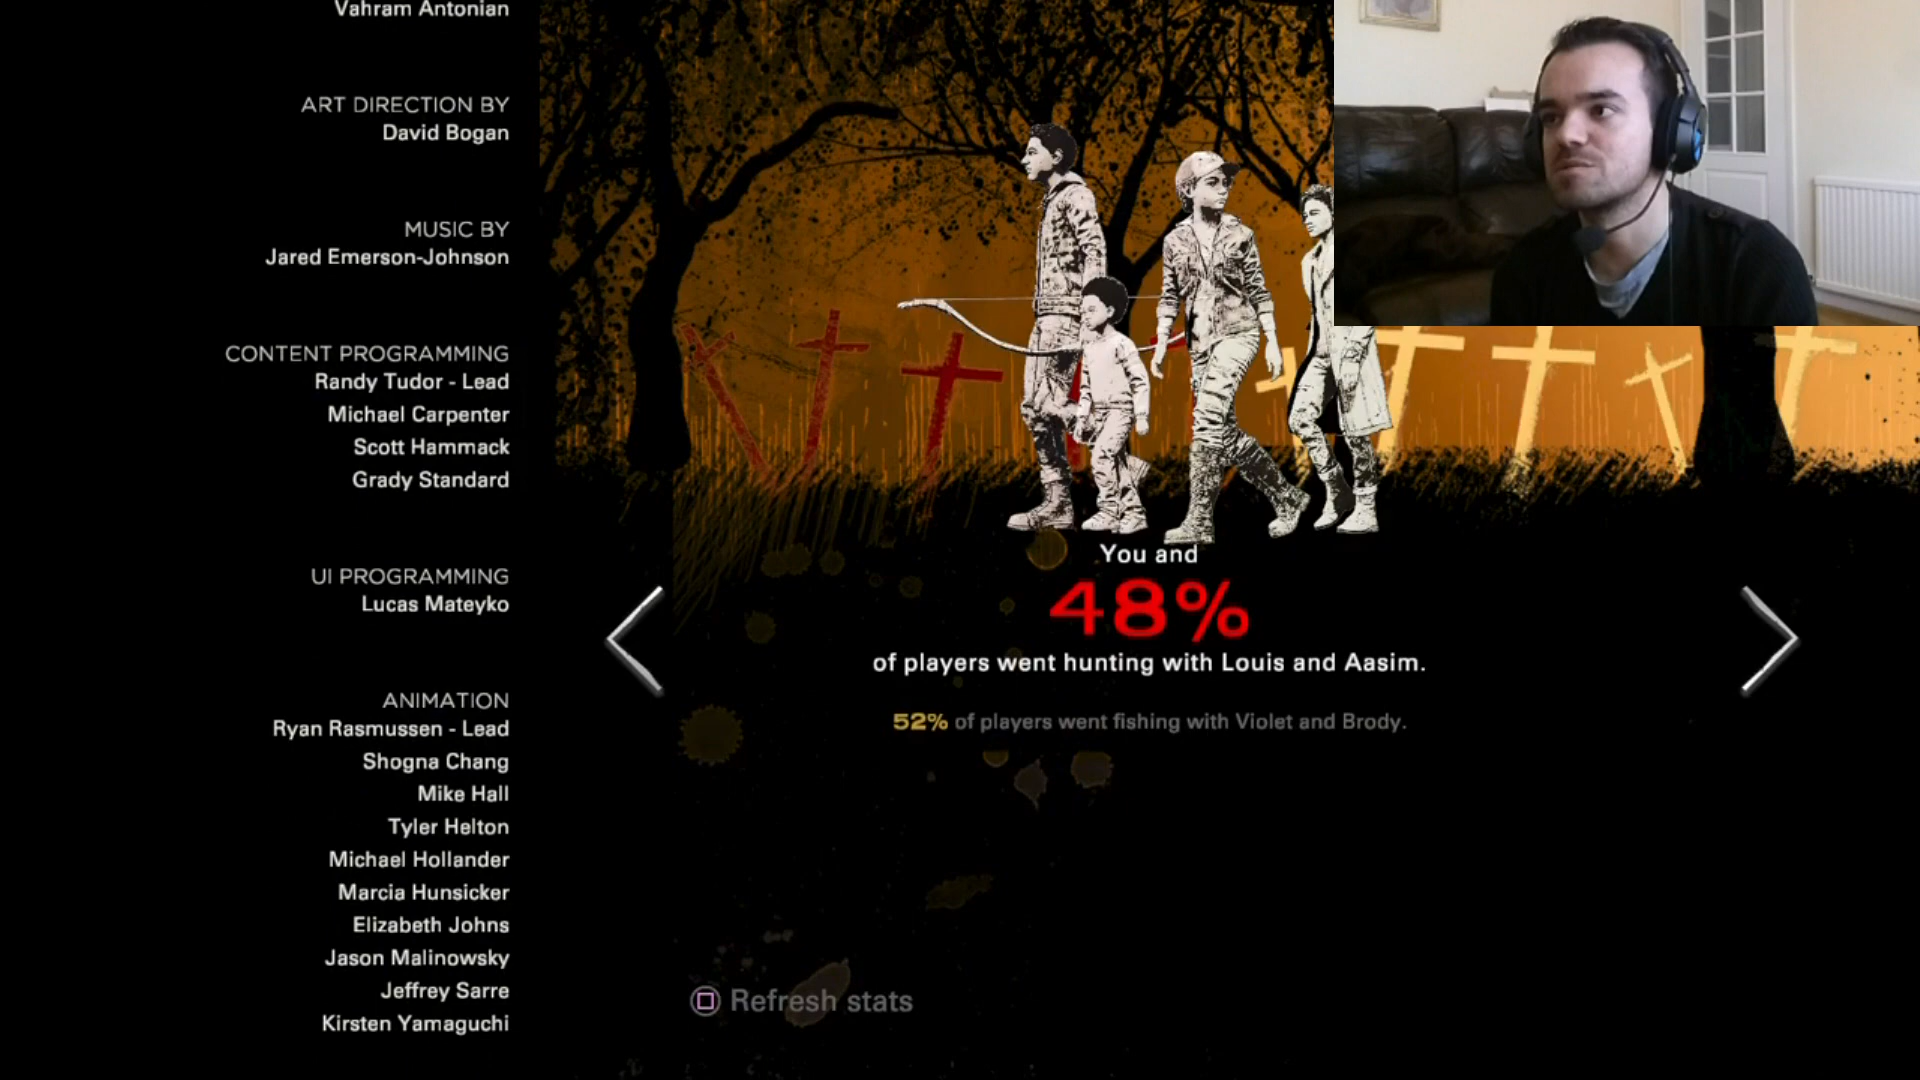 Vahram Antonian
ART DIRECTION BY
David Bogan
MUSIC BY
Jared Emerson-Johnson
CONTENT PROGRAMMING
Randy Tudor - Lead
Michael Carpenter
Scott Hammack
Grady Standard
UI PROGRAMMING
Lucas Mateyko
ANIMATION
Ryan Rasmussen - Lead
Shogna Chang
Mike Hall
Tyler Helton
Michael Hollander
Marcia Hunsicker
Elizabeth Johns
Jason Malinowsky
Jeffrey Sarre
Kirsten Yamaguchi
You and
48%
of players went hunting with Louis and Aasim.
52% of players went fishing with Violet and Brody.
Refresh stats